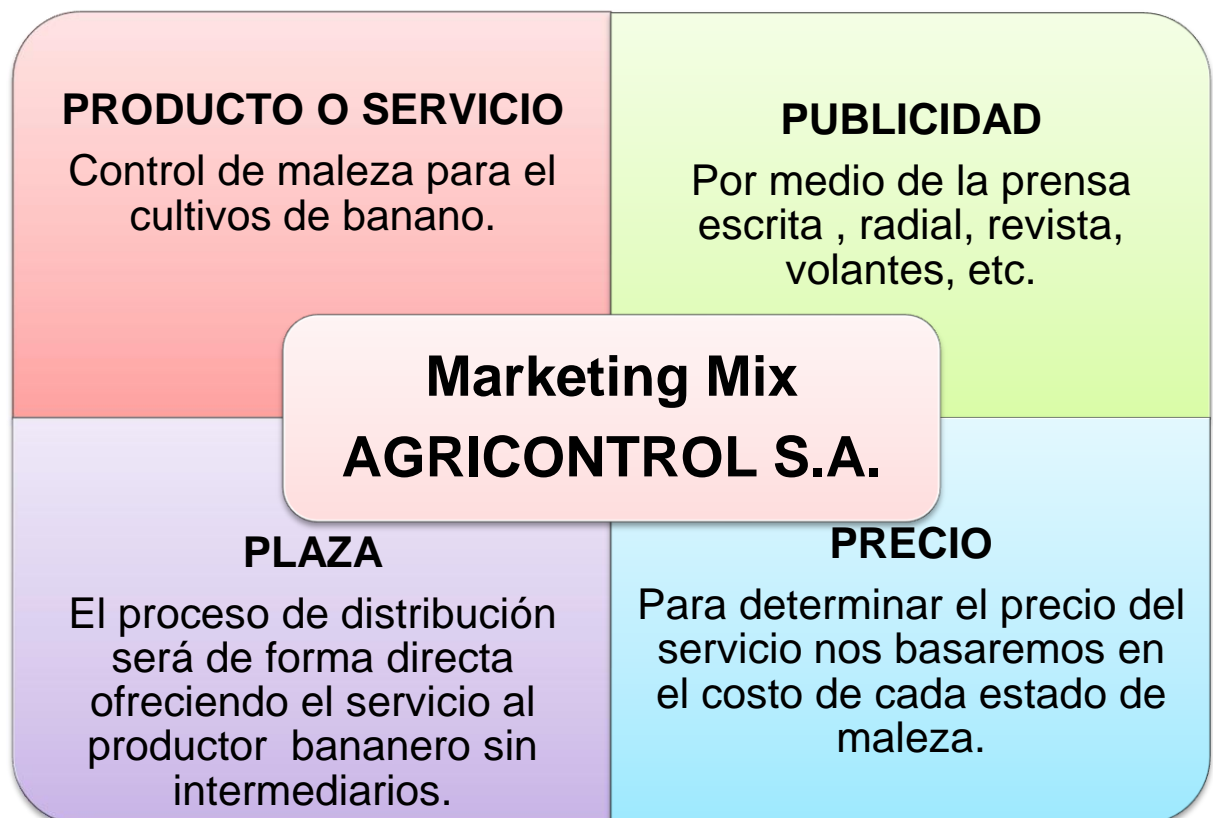 PRODUCTO O SERVICIO
Control de maleza para el
cultivos de banano.
PUBLICIDAD
Por medio de la prensa
escrita , radial, revista,
volantes, etc.
Marketing Mix
AGRICONTROL S.A.
PLAZA
El proceso de distribución
será de forma directa
ofreciendo el servicio al
productor bananero sin
intermediarios.
PRECIO
Para determinar el precio del
servicio nos basaremos en
el costo de cada estado de
maleza.